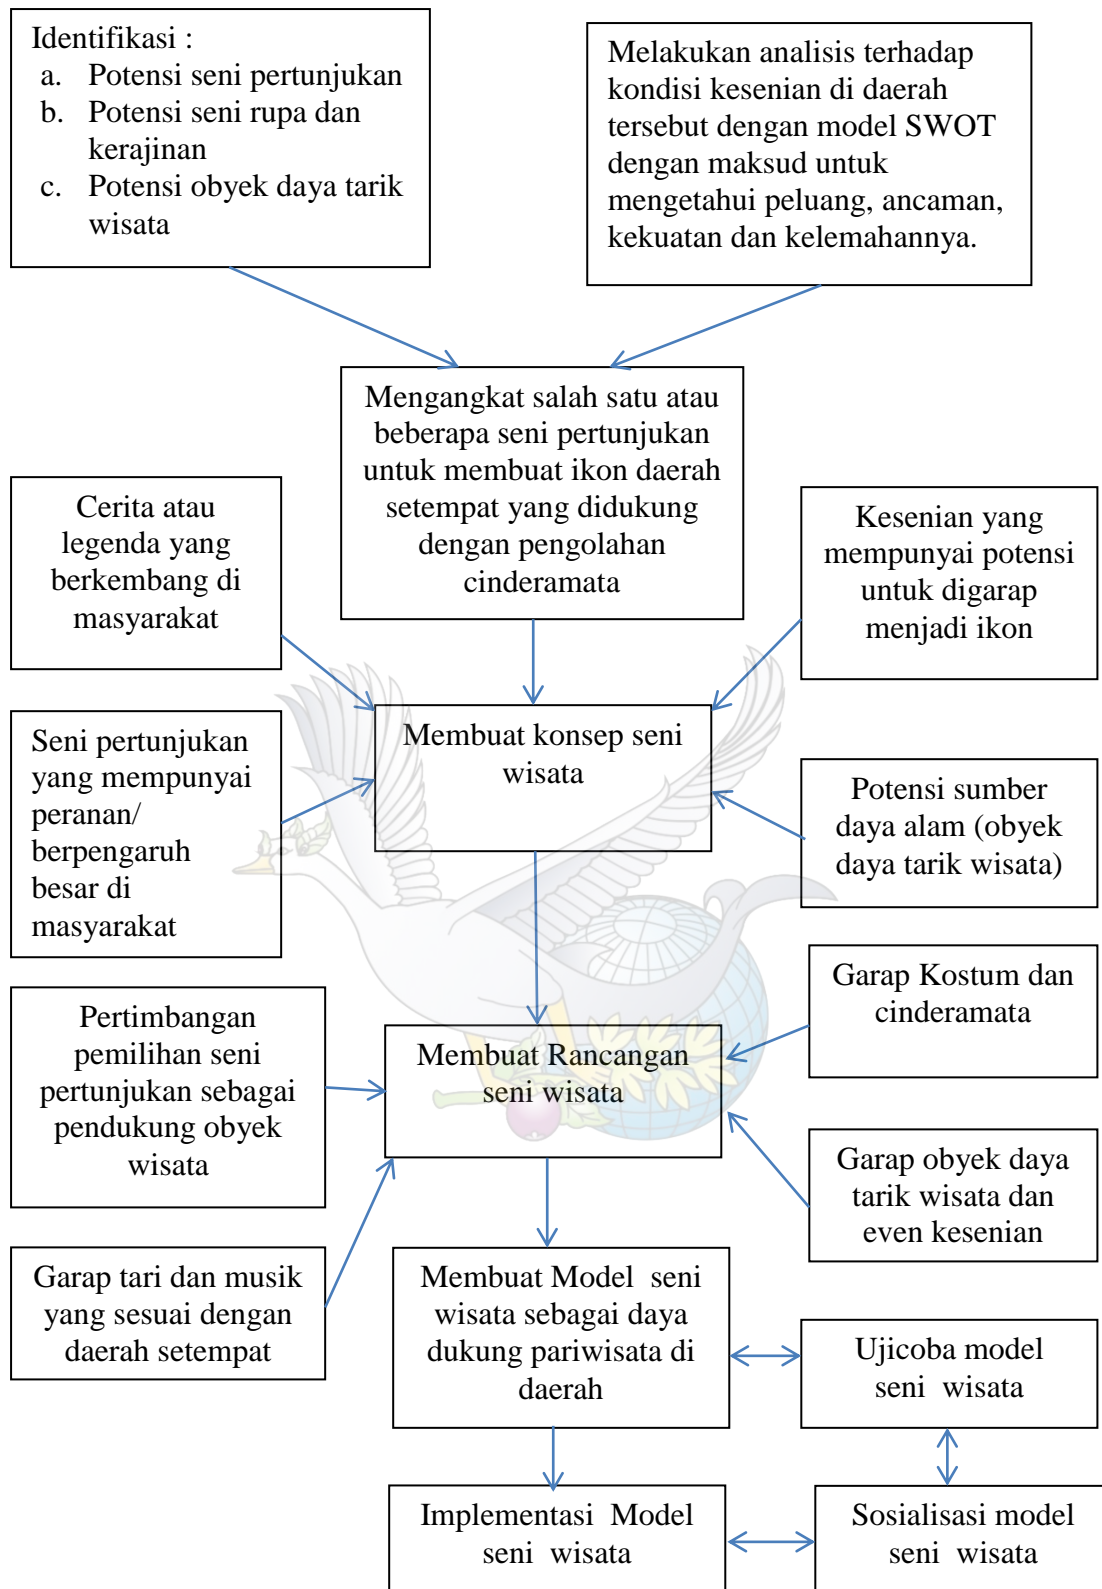 Identifikasi :
a. Potensi seni pertunjukan
b. Potensi seni rupa dan
kerajinan
c. Potensi obyek daya tarik
wisata
Melakukan analisis terhadap
kondisi kesenian di daerah
tersebut dengan model SWOT
dengan maksud untuk
mengetahui peluang, ancaman,
kekuatan dan kelemahannya.
Mengangkat salah satu atau
beberapa seni pertunjukan
untuk membuat ikon daerah
setempat yang didukung
dengan pengolahan
cinderamata
Cerita atau
legenda yang
berkembang di
masyarakat
Kesenian yang
mempunyai potensi
untuk digarap
menjadi ikon
Membuat konsep seni
wisata
Seni pertunjukan
yang mempunyai
peranan/
berpengaruh
besar di
masyarakat
Potensi sumber
daya alam (obyek
daya tarik wisata)
Garap Kostum dan
cinderamata
Pertimbangan
pemilihan seni
pertunjukan sebagai
pendukung obyek
wisata
Membuat Rancangan
seni wisata
Garap obyek daya
tarik wisata dan
even kesenian
Garap tari dan musik
yang sesuai dengan
daerah setempat
Membuat Model seni
wisata sebagai daya
dukung pariwisata di
daerah
Ujicoba model
seni wisata
Implementasi Model
seni wisata
Sosialisasi model
seni wisata